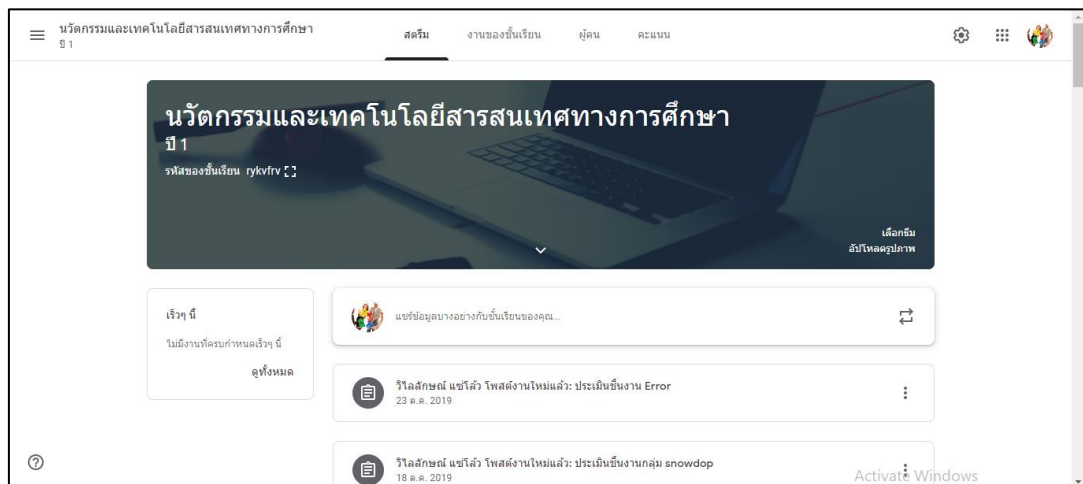 นวัตกรรมและเทคโนโลยีสารสนเทศทางการศึกษา
ปี 1
สตรีม
งานของชั้นเรียน
ผู้คน
คะแนน
นวัตกรรมและเทคโนโลยีสารสนเทศทางการศึกษา
ปี 1
รหัสของชั้นเรียน rykvfrv
เลือกธีม
อัปโหลดรูปภาพ
เร็วๆ นี้
ไม่มีงานที่ครบกำหนดเร็วๆ นี้
ดูทั้งหมด
แชร์ข้อมูลบางอย่างกับชั้นเรียนของคุณ...
วิไลลักษณ์ แซ่โล้ว โพสต์งานใหม่แล้ว: ประเมินชิ้นงาน Error
23 ต.ค. 2019
วิไลลักษณ์ แซ่โล้ว โพสต์งานใหม่แล้ว: ประเมินชิ้นงานกลุ่ม snowdop
18 ต.ค. 2019
Activate Windows